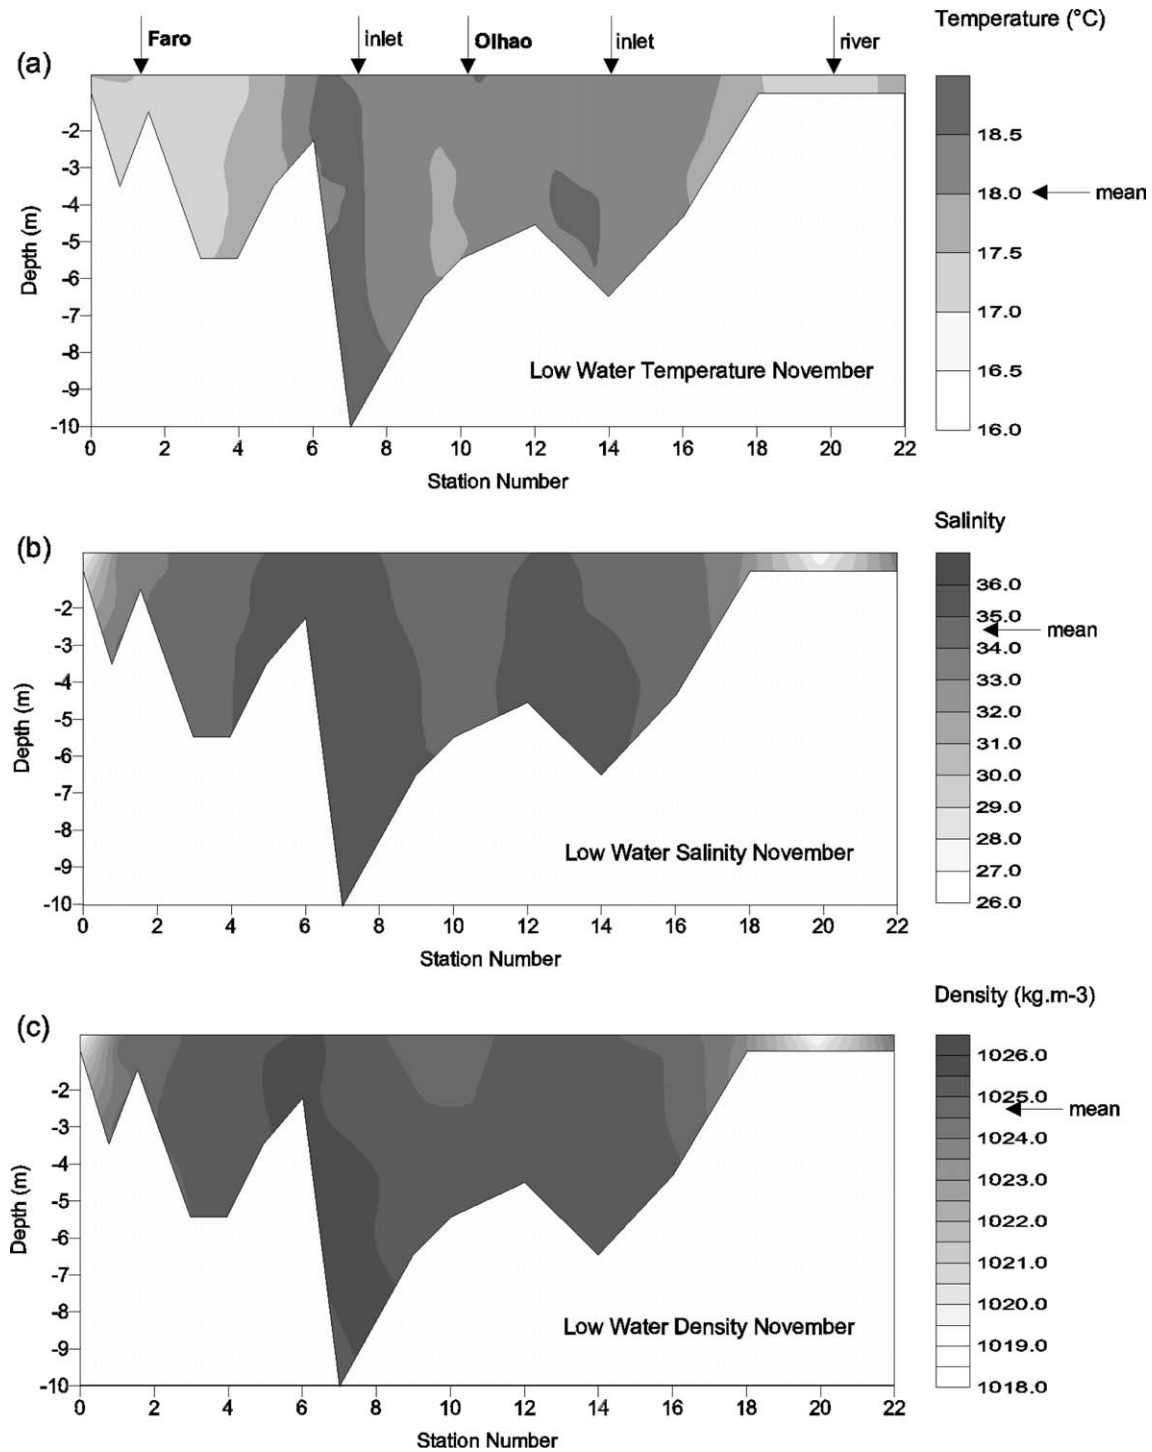 Temperature (°C)
Faro
inlet
Olhao
inlet
river
(a)
-2
-3
-4
-5
-6
-7
-8
-9
-10
Depth (m)
Low Water Temperature November
0 2 4 6 8 10 12 14 16 18 20 22
Station Number
18.5
18.0
mean
17.5
17.0
16.5
16.0
Salinity
(b)
-2
-3
-4
-5
-6
-7
-8
-9
-10
Depth (m)
Low Water Salinity November
0 2 4 6 8 10 12 14 16 18 20 22
Station Number
36.0
35.0
mean
34.0
33.0
32.0
31.0
30.0
29.0
28.0
27.0
26.0
Density (kg.m-3)
(c)
-2
-3
-4
-5
-6
-7
-8
-9
-10
Depth (m)
Low Water Density November
0 2 4 6 8 10 12 14 16 18 20 22
Station Number
1026.0
1025.0
mean
1024.0
1023.0
1022.0
1021.0
1020.0
1019.0
1018.0